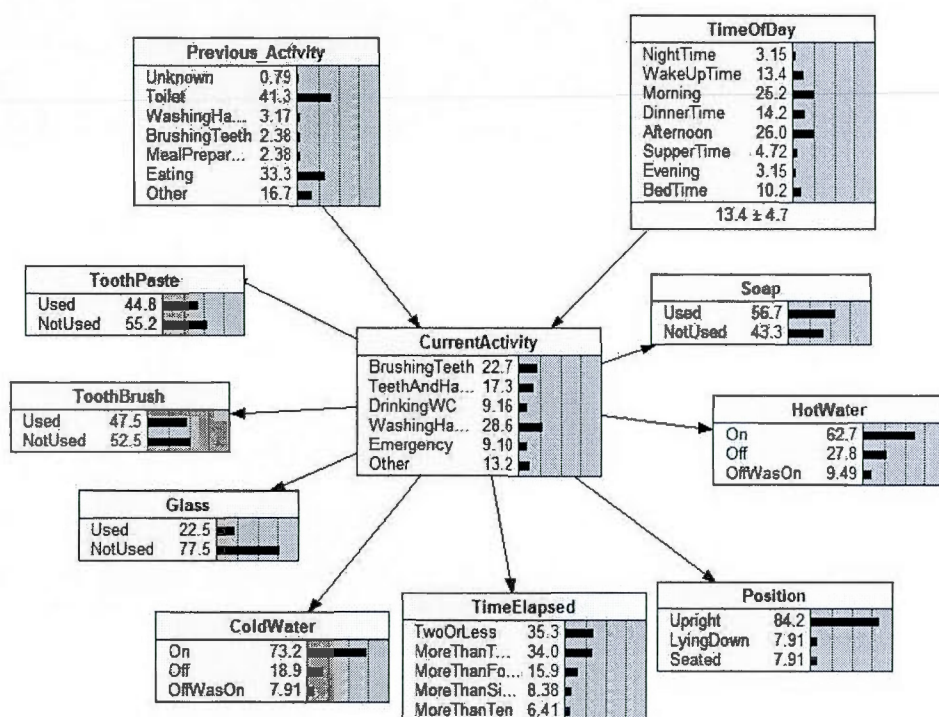 Previous_Activity
Unknown 0.79
Toilet 41.3
WashingHa... 3.17
BrushingTeeth 2.38
MealPrepar... 2.38
Eating 33.3
Other 16.7
TimeOfDay
NightTime 3.15
WakeUpTime 13.4
Morning 25.2
DinnerTime 14.2
Afternoon 26.0
SupperTime 4.72
Evening 3.15
BedTime 10.2
13.4 ± 4.7
ToothPaste
Used 44.8
NotUsed 55.2
Soap
Used 56.7
NotUsed 43.3
CurrentActivity
BrushingTeeth 22.7
TeethAndHa... 17.3
DrinkingWC 9.16
WashingHa... 28.6
Emergency 9.10
Other 13.2
ToothBrush
Used 47.5
NotUsed 52.5
HotWater
On 62.7
Off 27.8
OffWasOn 9.49
Glass
Used 22.5
NotUsed 77.5
ColdWater
On 73.2
Off 18.9
OffWasOn 7.91
TimeElapsed
TwoOrLess 35.3
MoreThanT... 34.0
MoreThanFo... 15.9
MoreThanSi... 8.38
MoreThanTen 6.41
Position
Upright 84.2
LyingDown 7.91
Seated 7.91